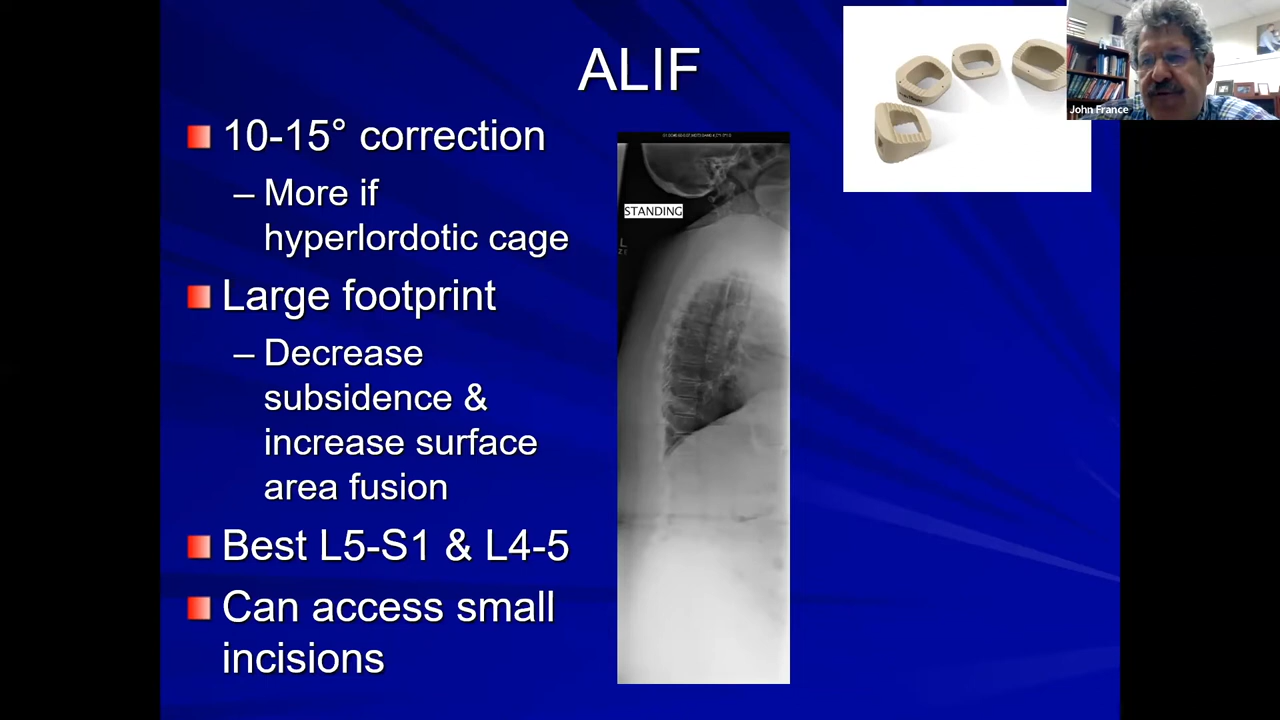 ALIF
10-15° correction
– More if
hyperlordotic cage
Large footprint
– Decrease
subsidence &
increase surface
area fusion
Best L5-S1 & L4-5
Can access small
incisions
STANDING
L
John France